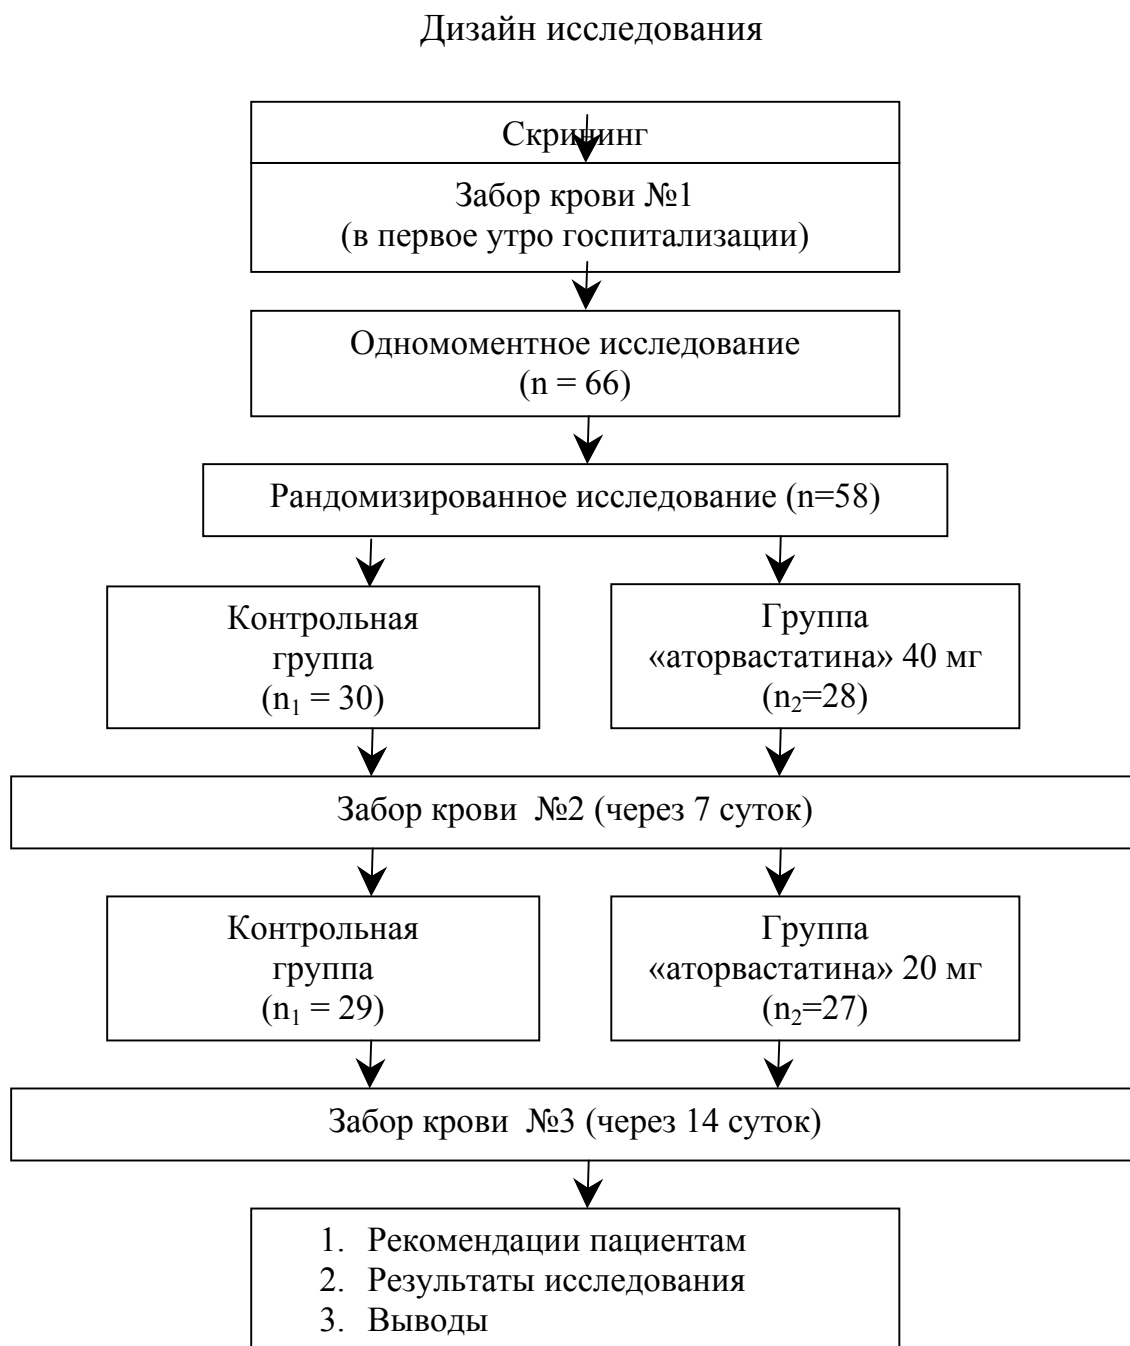 Дизайн исследования
Скрининг
Забор крови №1
(в первое утро госпитализации)
Одномоментное исследование
(n = 66)
Рандомизированное исследование (n=58)
Контрольная
группа
(n₁ = 30)
Группа
«аторвастатина» 40 мг
(n₂=28)
Забор крови №2 (через 7 суток)
Контрольная
группа
(n₁ = 29)
Группа
«аторвастатина» 20 мг
(n₂=27)
Забор крови №3 (через 14 суток)
1. Рекомендации пациентам
2. Результаты исследования
3. Выводы